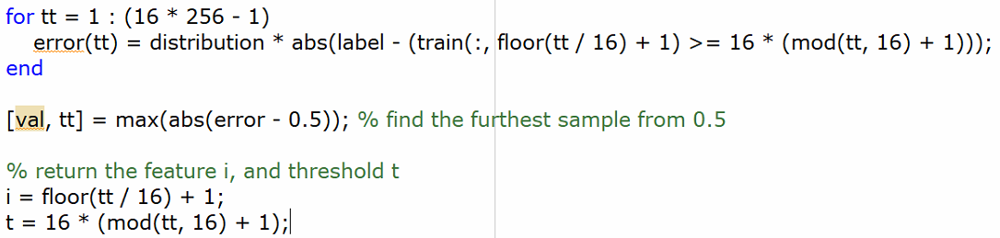 for tt = 1 : (16 * 256 - 1)
error(tt) = distribution * abs(label - (train(:, floor(tt / 16) + 1) >= 16 * (mod(tt, 16) + 1)));
end
[val, tt] = max(abs(error - 0.5)); % find the furthest sample from 0.5
% return the feature i, and threshold t
i = floor(tt / 16) + 1;
t = 16 * (mod(tt, 16) + 1);